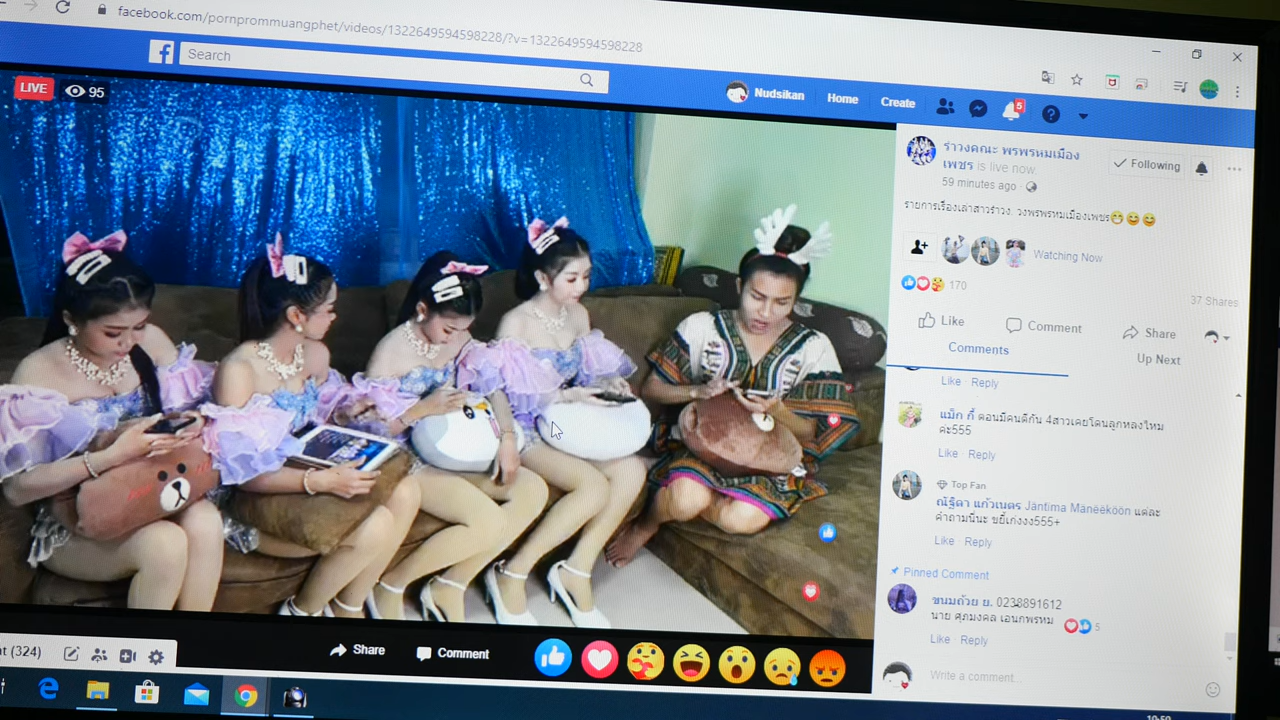 facebook.com/pornprommuangphet/videos/1322649594598228/?v=1322649594598228
Search
Nudsikan
Home
Create
5
LIVE
95
รำวงคณะ พรพรหมเมือง
เพชร is live now.
59 minutes ago
Following
รายการเรื่องเล่าสาวรำวง. วงพรพรหมเมืองเพชร
Watching Now
170
37 Shares
Like
Comment
Share
Comments
Up Next
Like · Reply
แม็ก กี้ ตอนมีคนตีกัน 4สาวเคยโดนลูกหลงไหม
ค่ะ555
Like · Reply
Top Fan
ณัฐิดา แก้วเนตร Jantima Maneekoon แต่ละ
คำถามนี่นะ ขยี้เก่งงง555+
Like · Reply
Pinned Comment
ขนมถ้วย ย. 0238891612
นาย ศุภมงคล เอนกพรหม
5
Like · Reply
Write a comment...
Share
Comment
(324)